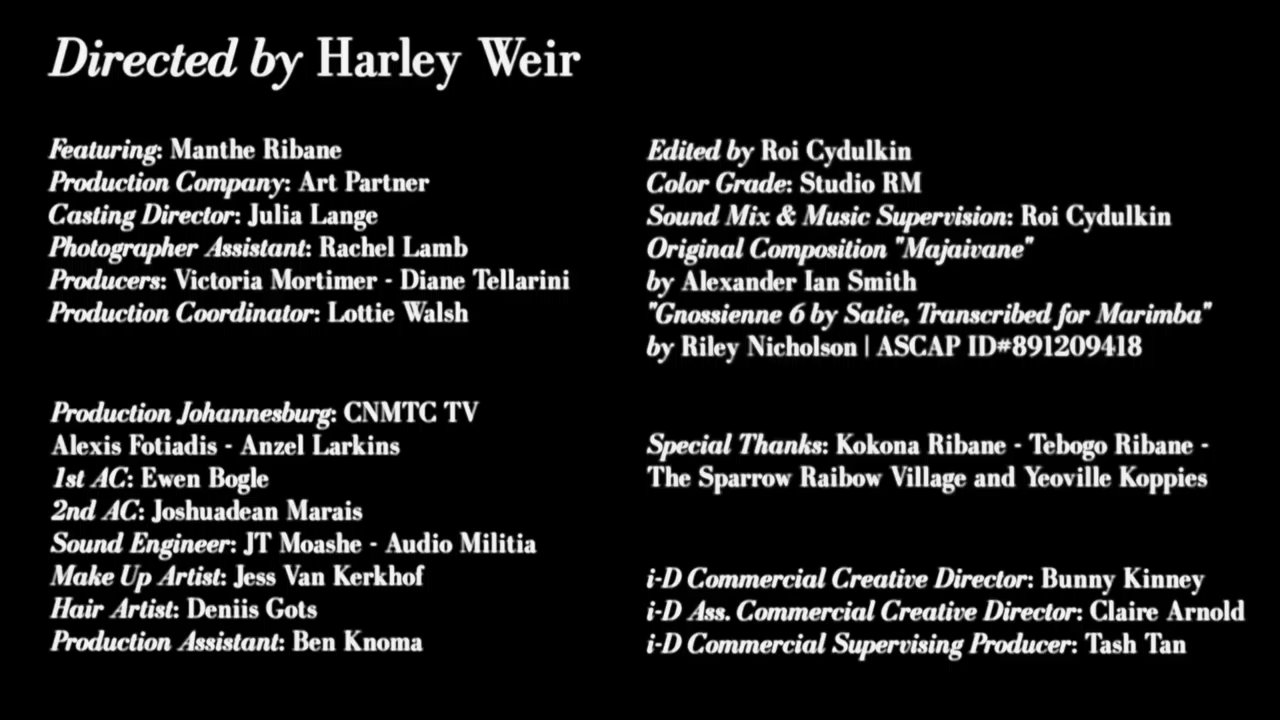 Directed by Harley Weir
Featuring: Manthe Ribane
Production Company: Art Partner
Casting Director: Julia Lange
Photographer Assistant: Rachel Lamb
Producers: Victoria Mortimer - Diane Tellarini
Production Coordinator: Lottie Walsh
Production Johannesburg: CNMTC TV
Alexis Fotiadis - Anzel Larkins
1st AC: Ewen Bogle
2nd AC: Joshuadean Marais
Sound Engineer: JT Moashe - Audio Militia
Make Up Artist: Jess Van Kerkhof
Hair Artist: Deniis Gots
Production Assistant: Ben Knoma
Edited by Roi Cydulkin
Color Grade: Studio RM
Sound Mix & Music Supervision: Roi Cydulkin
Original Composition "Majaivane"
by Alexander Ian Smith
"Gnossienne 6 by Satie, Transcribed for Marimba"
by Riley Nicholson | ASCAP ID#891209418
Special Thanks: Kokona Ribane - Tebogo Ribane -
The Sparrow Raibow Village and Yeoville Koppies
i-D Commercial Creative Director: Bunny Kinney
i-D Ass. Commercial Creative Director: Claire Arnold
i-D Commercial Supervising Producer: Tash Tan